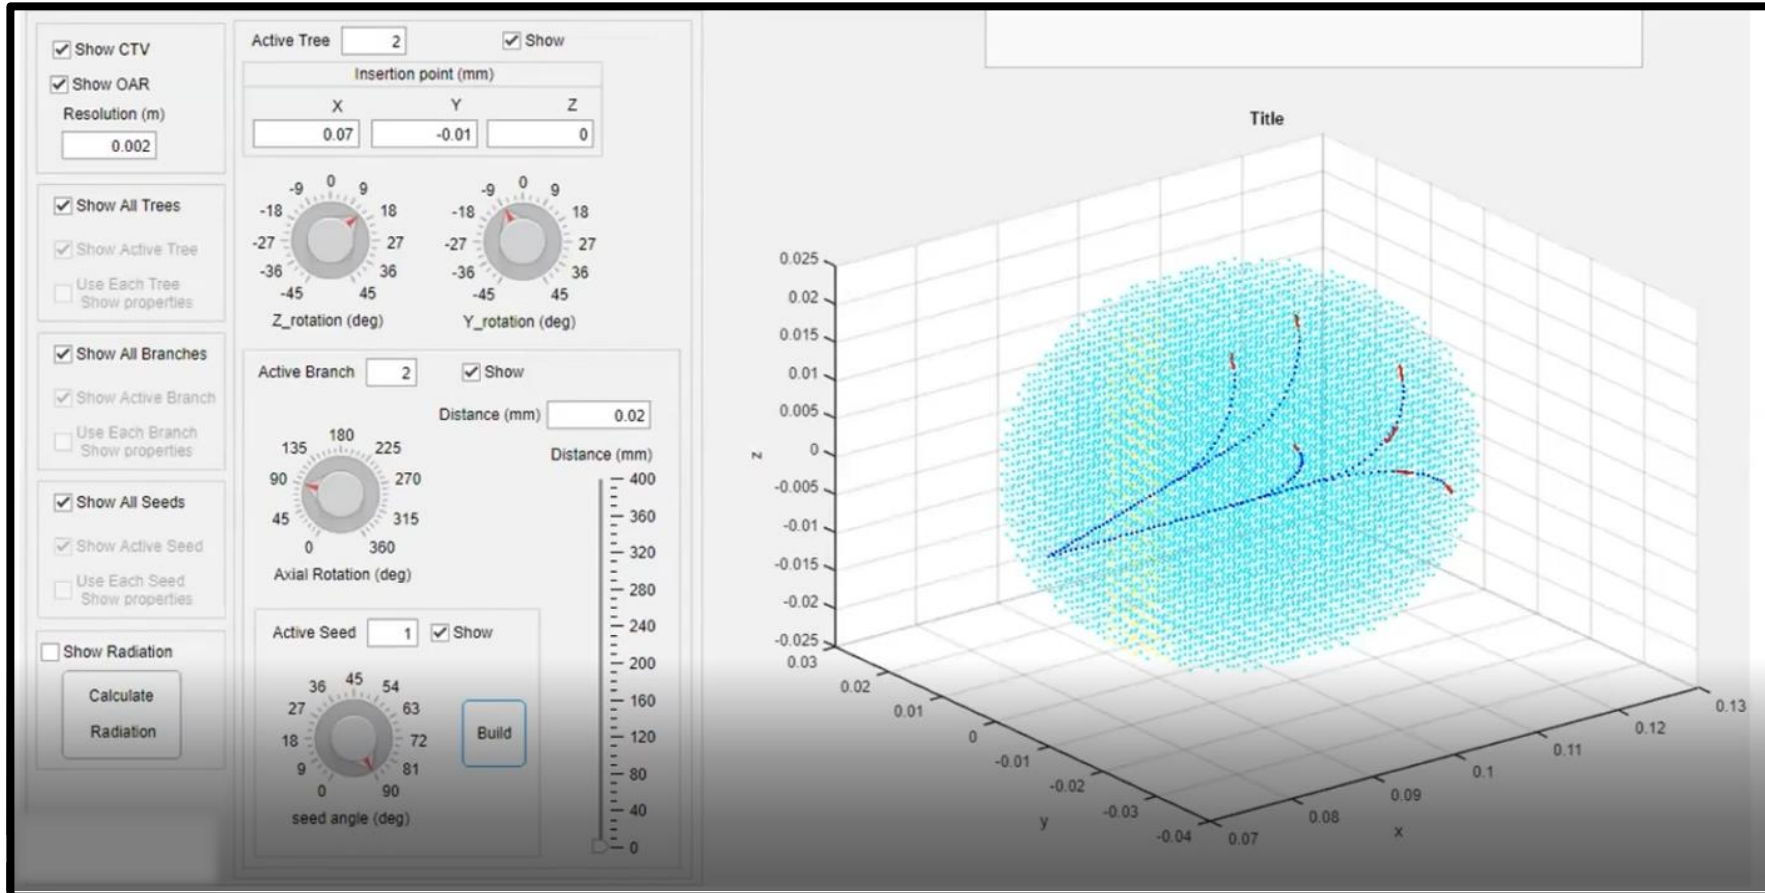 Show CTV
Show OAR
Resolution (m)
0.002
Show All Trees
Show Active Tree
Use Each Tree
Show properties
Show All Branches
Show Active Branch
Use Each Branch
Show properties
Show All Seeds
Show Active Seed
Use Each Seed
Show properties
Show Radiation
Calculate
Radiation
Active Tree 2 Show
Insertion point (mm)
X Y Z
0.07 -0.01 0
-45 -36 -27 -18 -9 0 9 18 27 36 45
Z_rotation (deg)
-45 -36 -27 -18 -9 0 9 18 27 36 45
Y_rotation (deg)
Active Branch 2 Show
Distance (mm) 0.02
0 45 90 135 180 225 270 315 360
Axial Rotation (deg)
Distance (mm)
400
360
320
280
240
200
160
120
80
40
0
Active Seed 1 Show
0 9 18 27 36 45 54 63 72 81 90
seed angle (deg)
Build
Title
0.025
0.02
0.015
0.01
0.005
0
-0.005
-0.01
-0.015
-0.02
-0.025
z
0.03
0.02
0.01
0
-0.01
-0.02
-0.03
-0.04
y
0.07
0.08
0.09
0.1
0.11
0.12
0.13
x